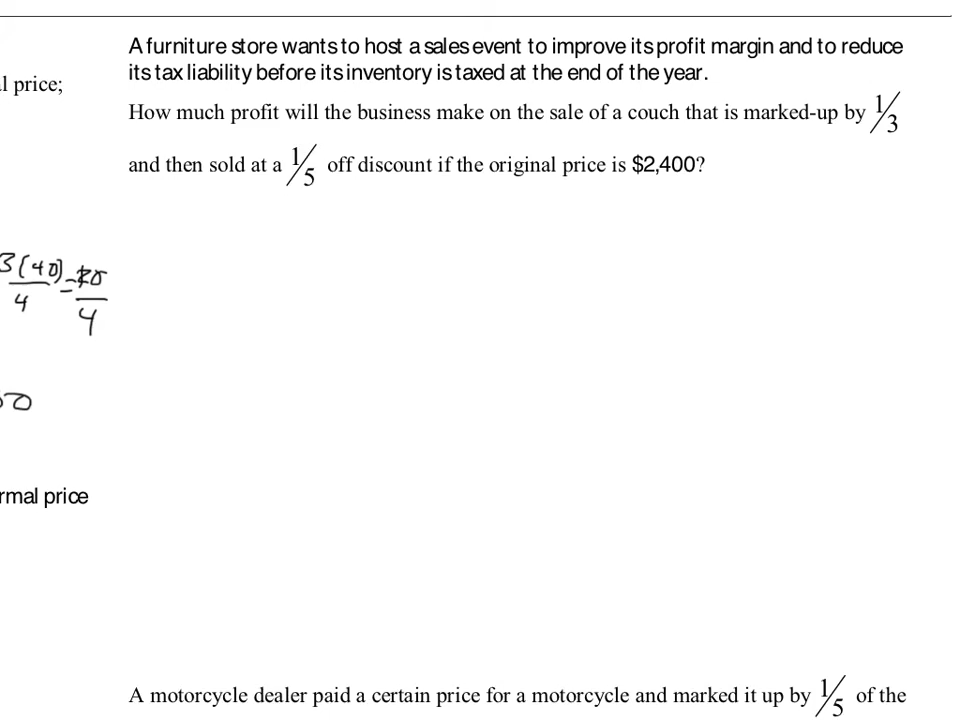 A furniture store wants to host a sales event to improve its profit margin and to reduce
its tax liability before its inventory is taxed at the end of the year.
l price;
How much profit will the business make on the sale of a couch that is marked-up by 1/3
and then sold at a 1/5 off discount if the original price is $2,400?
3(40)
4
4
rmal price
A motorcycle dealer paid a certain price for a motorcycle and marked it up by 1/5 of the